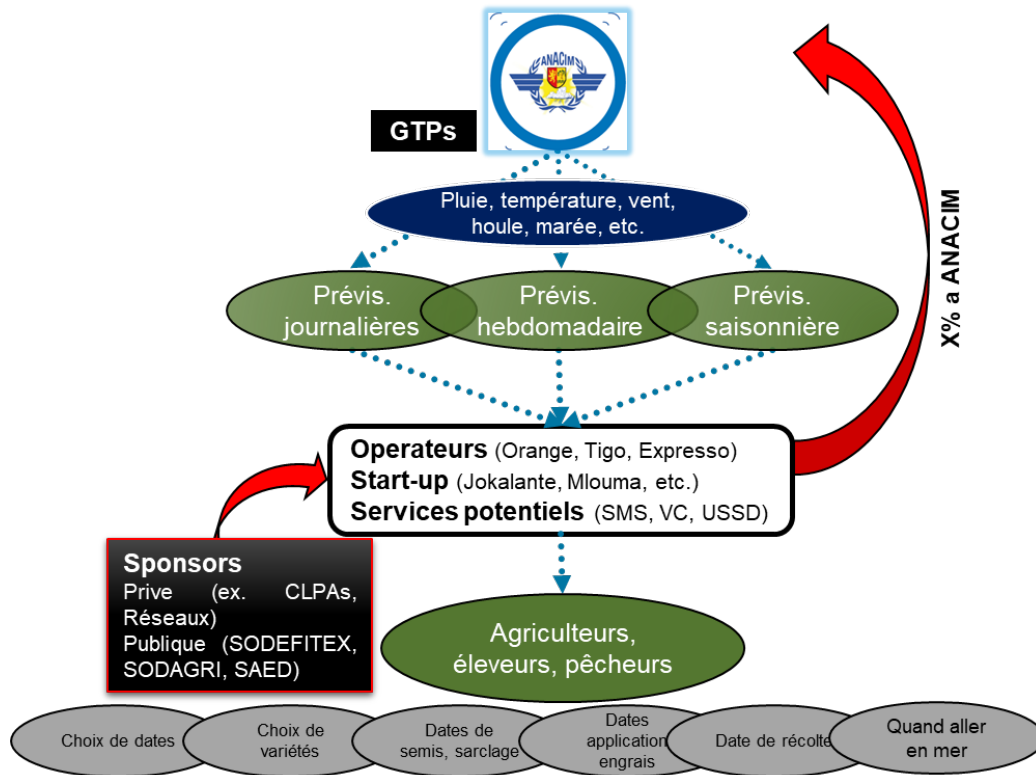 ANACIM
GTPs
Pluie, température, vent,
houle, marée, etc.
Prévis.
journalières
Prévis.
hebdomadaire
Prévis.
saisonnière
X% a ANACIM
Operateurs (Orange, Tigo, Expresso)
Start-up (Jokalante, Mlouma, etc.)
Services potentiels (SMS, VC, USSD)
Sponsors
Prive (ex. CLPAs,
Réseaux)
Publique (SODEFITEX,
SODAGRI, SAED)
Agriculteurs,
éleveurs, pêcheurs
Choix de dates
Choix de
variétés
Dates de
semis, sarclage
Dates
application
engrais
Date de récolte
Quand aller
en mer